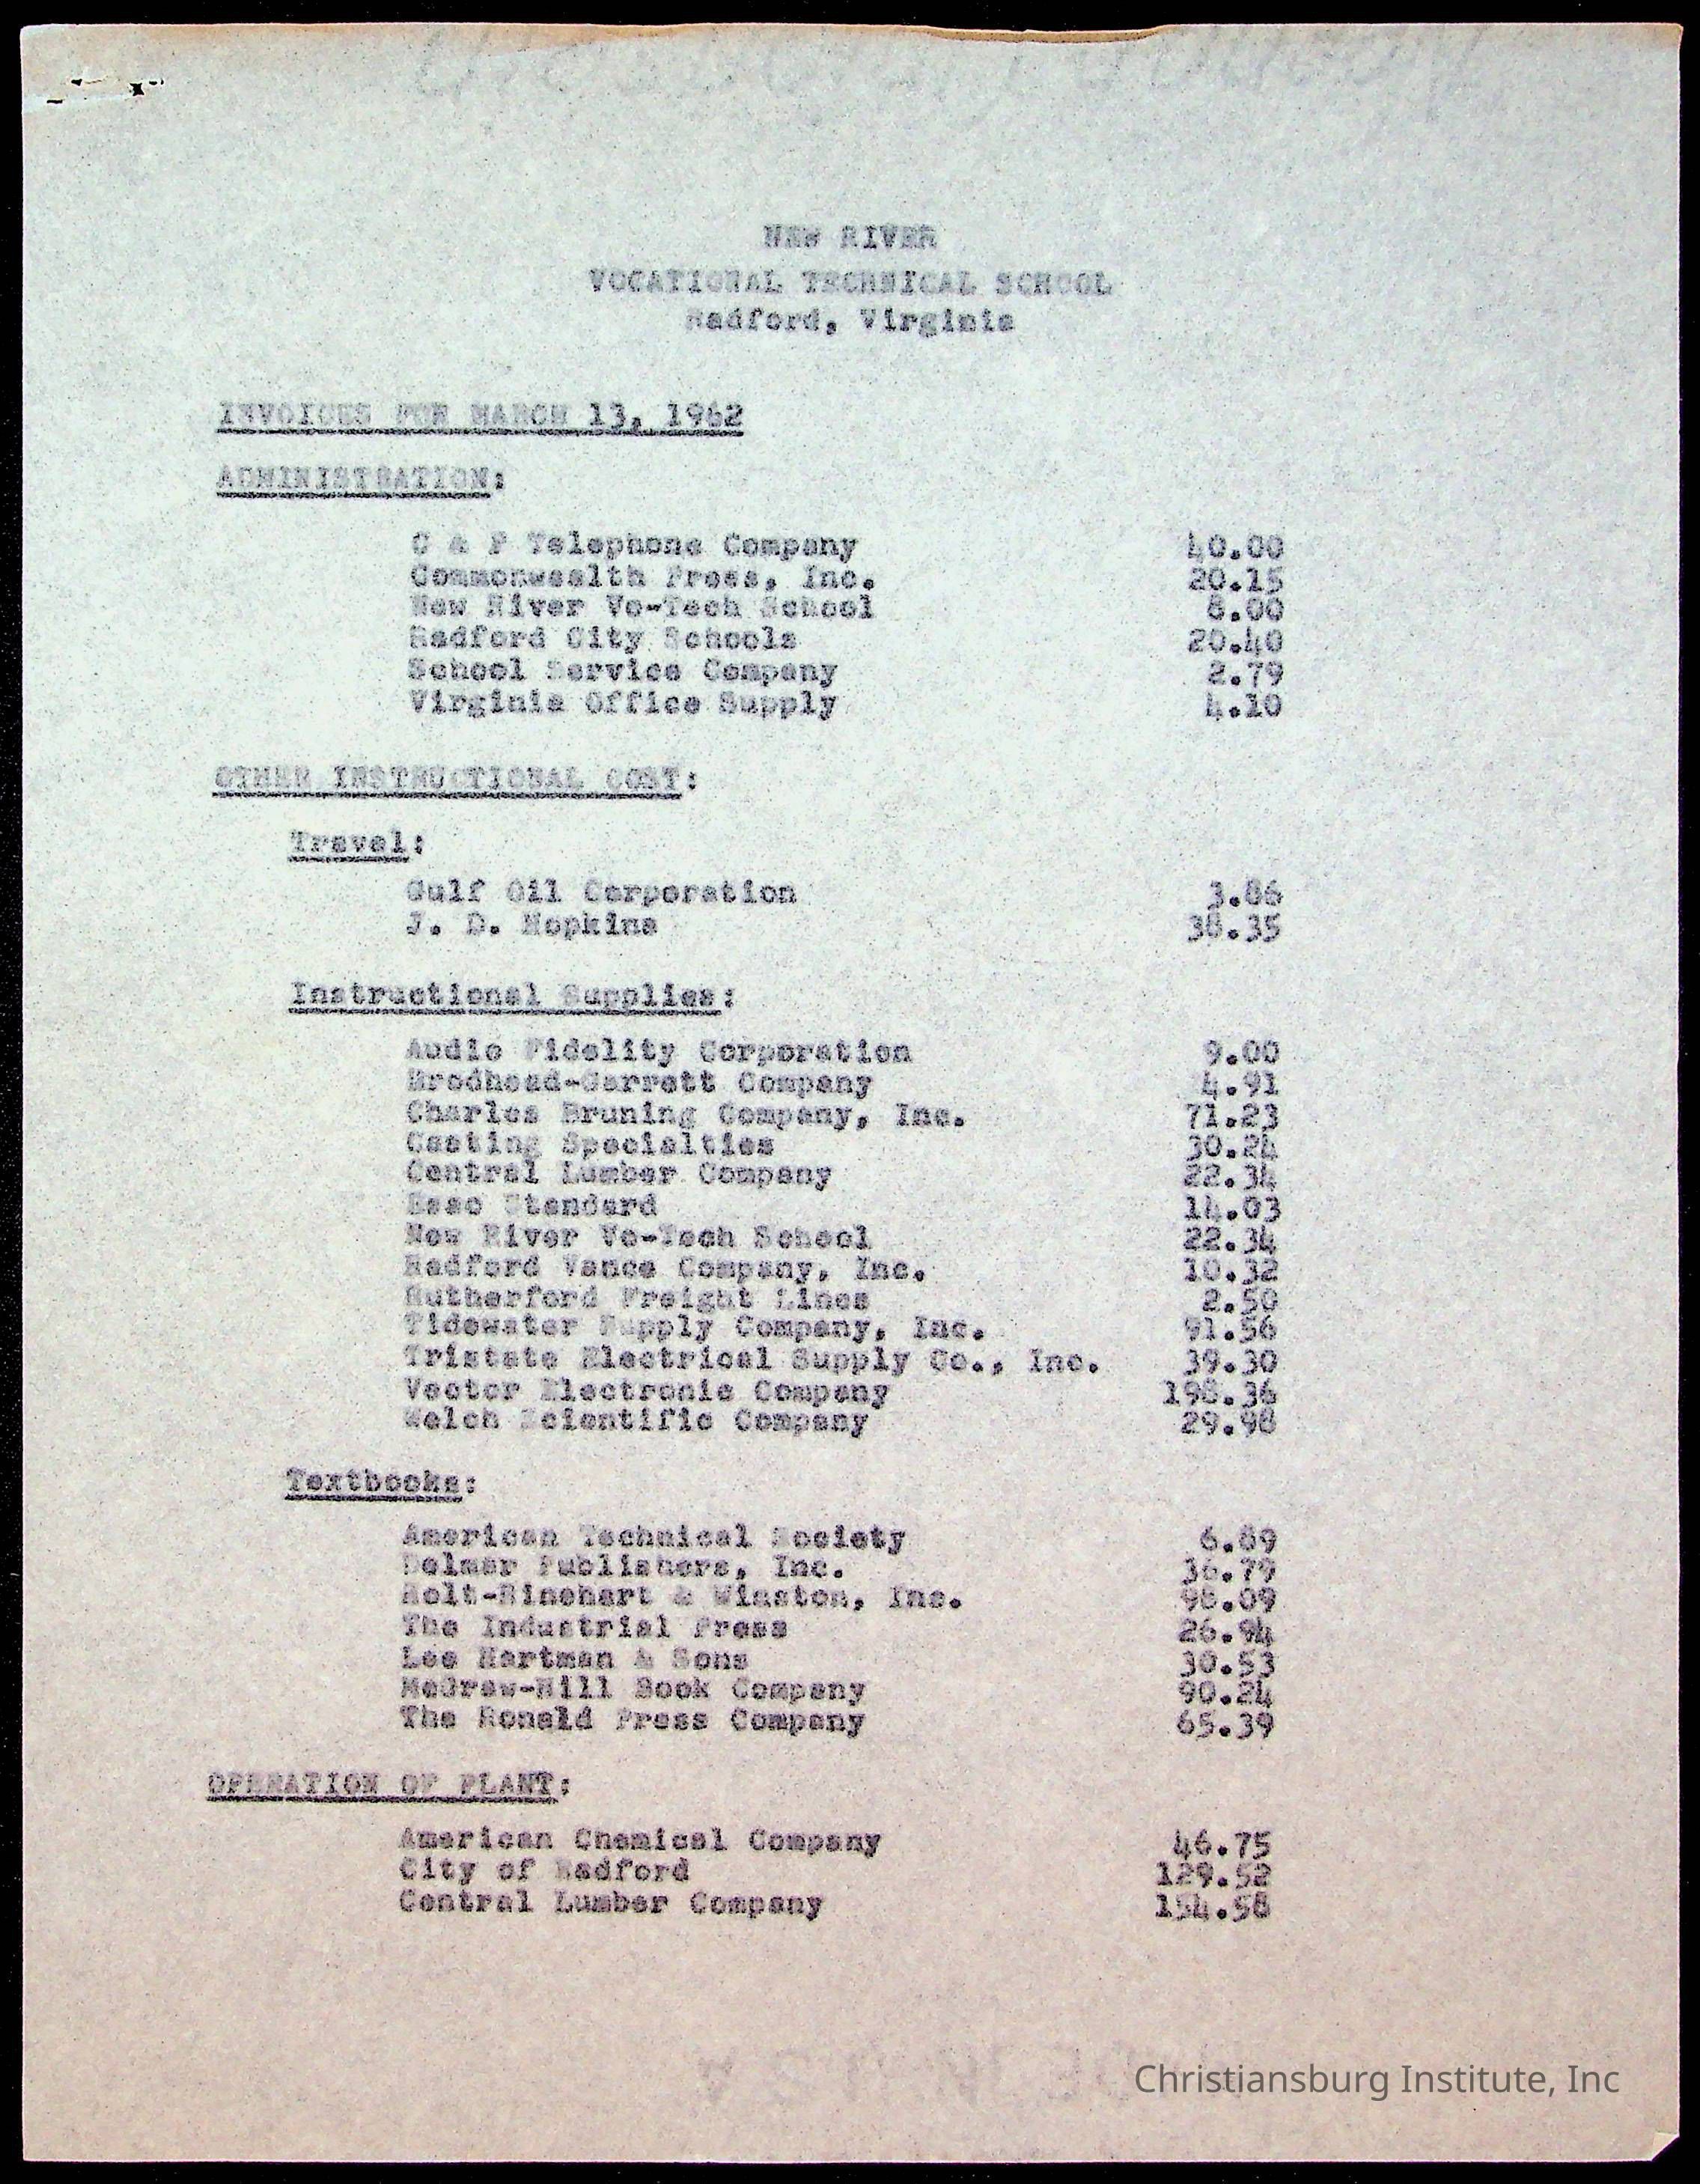 NEW RIVER
VOCATIONAL TECHNICAL SCHOOL
Radford, Virginia
INVOICES FOR MARCH 13, 1962
ADMINISTRATION:
C & P Telephone Company 40.00
Commonwealth Press, Inc. 20.15
New River Vo-Tech School 8.00
Radford City Schools 20.40
School Service Company 2.79
Virginia Office Supply 4.10
OTHER INSTRUCTIONAL COST:
Travel:
Gulf Oil Corporation 3.86
J. D. Hopkins 38.35
Instructional Supplies:
Audio Fidelity Corporation 9.00
Brodhead-Garrett Company 4.91
Charles Bruning Company, Inc. 71.23
Casting Specialties 30.24
Central Lumber Company 22.34
Esso Standard 14.03
New River Vo-Tech School 22.34
Radford Vance Company, Inc. 10.32
Rutherford Freight Lines 2.50
Tidewater Supply Company, Inc. 91.56
Tristate Electrical Supply Co., Inc. 39.30
Vector Electronic Company 198.36
Welch Scientific Company 29.98
Textbooks:
American Technical Society 6.89
Delmar Publishers, Inc. 36.79
Holt-Rinehart & Winston, Inc. 98.09
The Industrial Press 26.94
Lee Hartman & Sons 30.53
McGraw-Hill Book Company 90.24
The Ronald Press Company 65.39
OPERATION OF PLANT:
American Chemical Company 46.75
City of Radford 129.52
Central Lumber Company 154.58
Christiansburg Institute, Inc